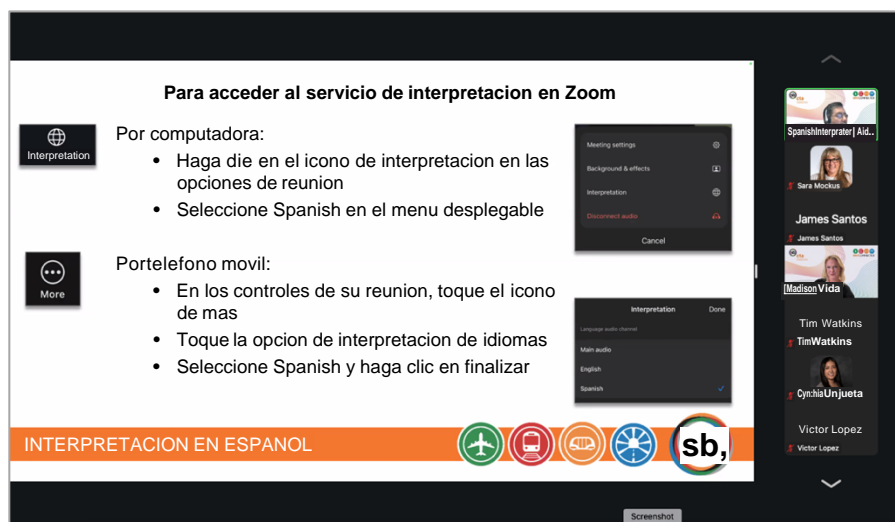 Para acceder al servicio de interpretacion en Zoom
Interpretation
Por computadora:
• Haga die en el icono de interpretacion en las
opciones de reunion
• Seleccione Spanish en el menu desplegable
More
Portelefono movil:
• En los controles de su reunion, toque el icono
de mas
• Toque la opcion de interpretacion de idiomas
• Seleccione Spanish y haga clic en finalizar
Meeting settings
Background & effects
Interpretation
Disconnect audio
Cancel
Interpretation Done
Language audio channel
Main audio
English
Spanish
INTERPRETACION EN ESPANOL
sb,
SpanishInterprater| Aid..
Sara Mockus
James Santos
James Santos
[Madison Vida
Tim Watkins
TimWatkins
Cyn:hiaUnjueta
Victor Lopez
Victor Lopez
Screenshot